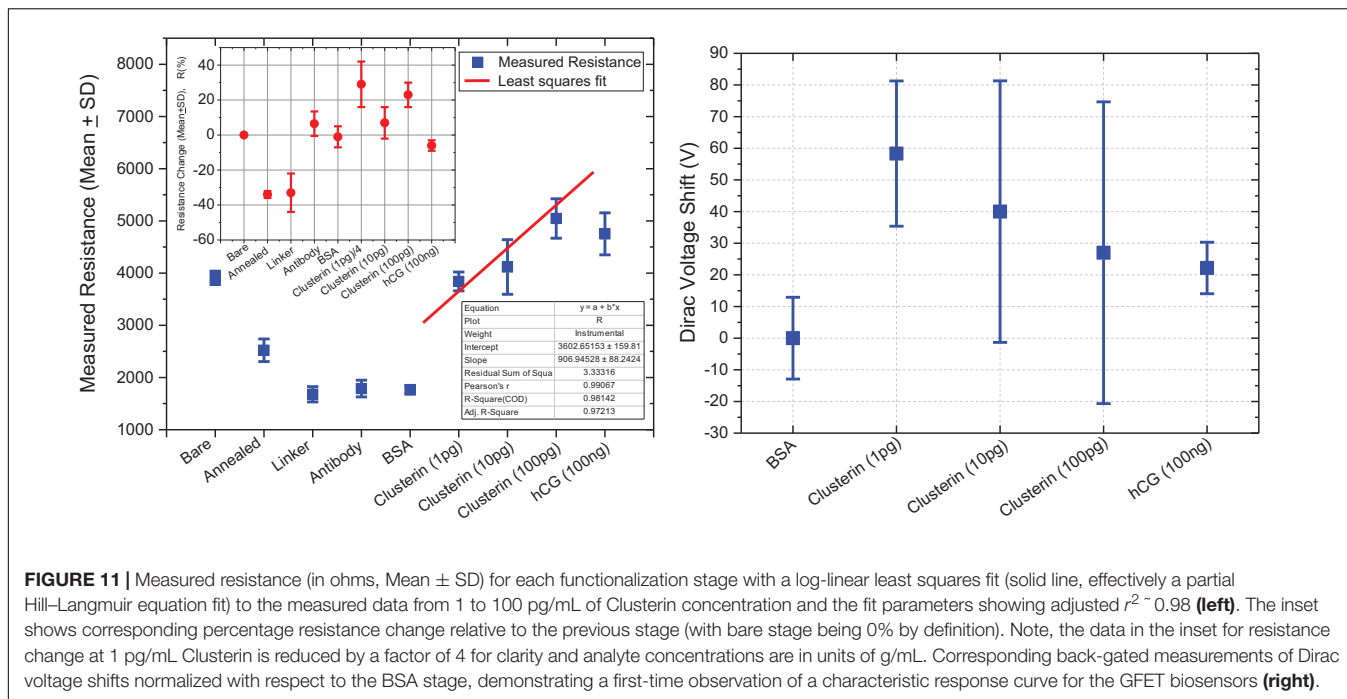 Measured Resistance (Mean ± SD)
8000
7000
6000
5000
4000
3000
2000
1000
Bare
Annealed
Linker
Antibody
BSA
Clusterin (1pg)
Clusterin (10pg)
Clusterin (100pg)
hCG (100ng)
Measured Resistance
Least squares fit
Resistance Change (Mean±SD), R(%)
40
20
0
-20
-40
-60
Bare
Annealed
Linker
Antibody
BSA
Clusterin (1pg)/4
Clusterin (10pg)
Clusterin (100pg)
hCG (100ng)
Equation y = a + b*x
Plot R
Weight Instrumental
Intercept 3602.65153 ± 159.81
Slope 906.94528 ± 88.2424
Residual Sum of Squa 3.33316
Pearson's r 0.99067
R-Square(COD) 0.98142
Adj. R-Square 0.97213
Dirac Voltage Shift (V)
90
80
70
60
50
40
30
20
10
0
-10
-20
-30
BSA
Clusterin (1pg)
Clusterin (10pg)
Clusterin (100pg)
hCG (100ng)
FIGURE 11 | Measured resistance (in ohms, Mean ± SD) for each functionalization stage with a log-linear least squares fit (solid line, effectively a partial
Hill–Langmuir equation fit) to the measured data from 1 to 100 pg/mL of Clusterin concentration and the fit parameters showing adjusted r² ~ 0.98 (left). The inset
shows corresponding percentage resistance change relative to the previous stage (with bare stage being 0% by definition). Note, the data in the inset for resistance
change at 1 pg/mL Clusterin is reduced by a factor of 4 for clarity and analyte concentrations are in units of g/mL. Corresponding back-gated measurements of Dirac
voltage shifts normalized with respect to the BSA stage, demonstrating a first-time observation of a characteristic response curve for the GFET biosensors (right).